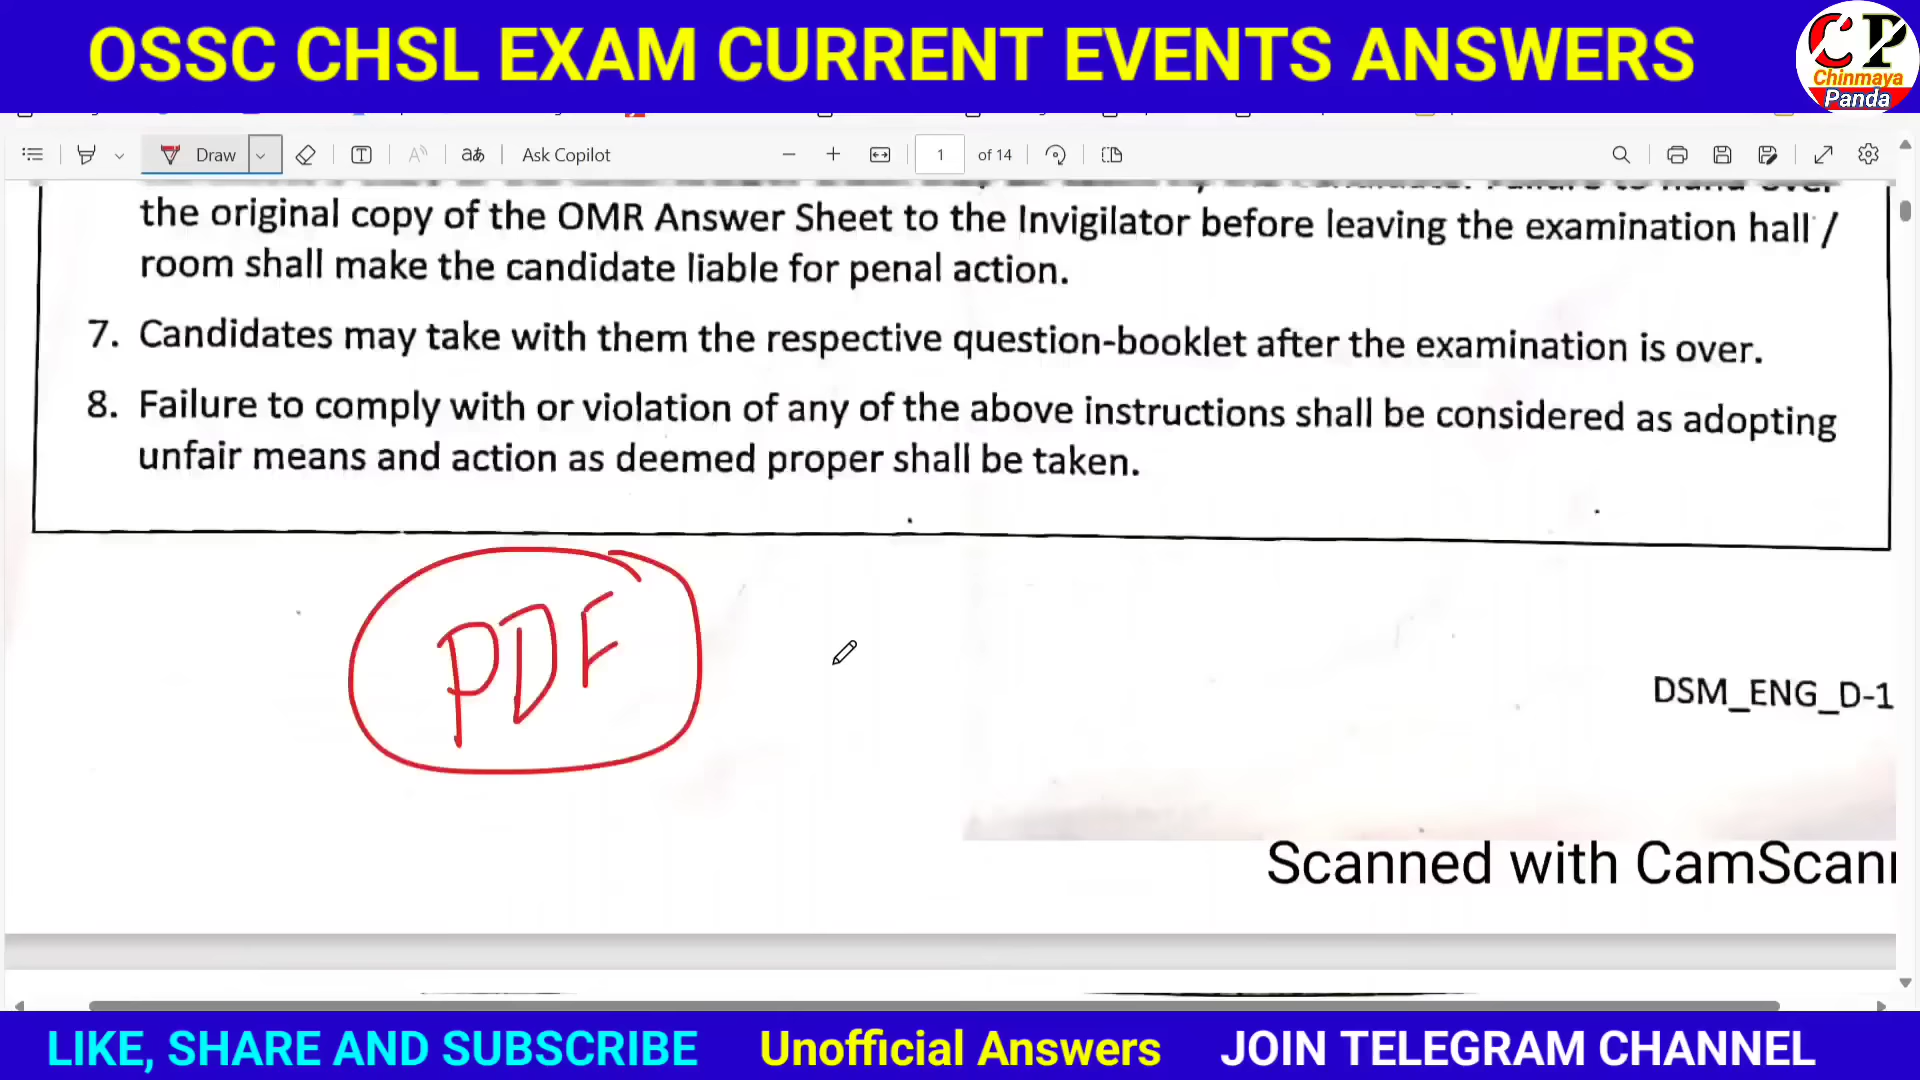 OSSC CHSL EXAM CURRENT EVENTS ANSWERS
CP
Chinmaya
Panda
Draw
aあ
Ask Copilot
1 of 14
the original copy of the OMR Answer Sheet to the Invigilator before leaving the examination hall /
room shall make the candidate liable for penal action.
7. Candidates may take with them the respective question-booklet after the examination is over.
8. Failure to comply with or violation of any of the above instructions shall be considered as adopting
unfair means and action as deemed proper shall be taken.
PDF
DSM_ENG_D-1
Scanned with
LIKE, SHARE AND SUBSCRIBE Unofficial Answers JOIN TELEGRAM CHANNEL